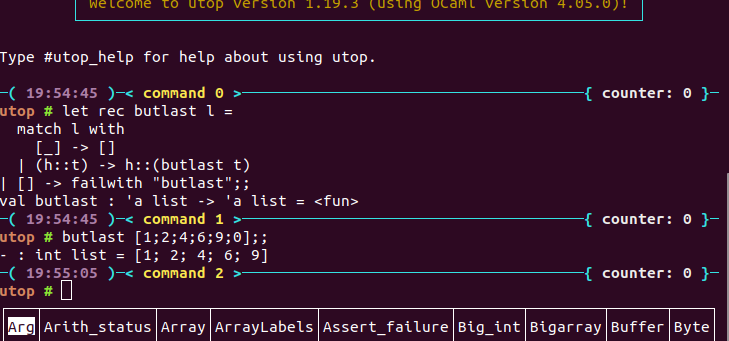 Welcome to utop version 1.19.3 (using OCaml version 4.05.0)!
Type #utop_help for help about using utop.
─( 19:54:45 )─< command 0 >──────────────────────────────────────{ counter: 0 }─
utop # let rec butlast l =
  match l with
    [_] -> []
  | (h::t) -> h::(butlast t)
| [] -> failwith "butlast";;
val butlast : 'a list -> 'a list = <fun>
─( 19:54:45 )─< command 1 >──────────────────────────────────────{ counter: 0 }─
utop # butlast [1;2;4;6;9;0];;
- : int list = [1; 2; 4; 6; 9]
─( 19:55:05 )─< command 2 >──────────────────────────────────────{ counter: 0 }─
utop #
Arg│Arith_status│Array│ArrayLabels│Assert_failure│Big_int│Bigarray│Buffer│Byte